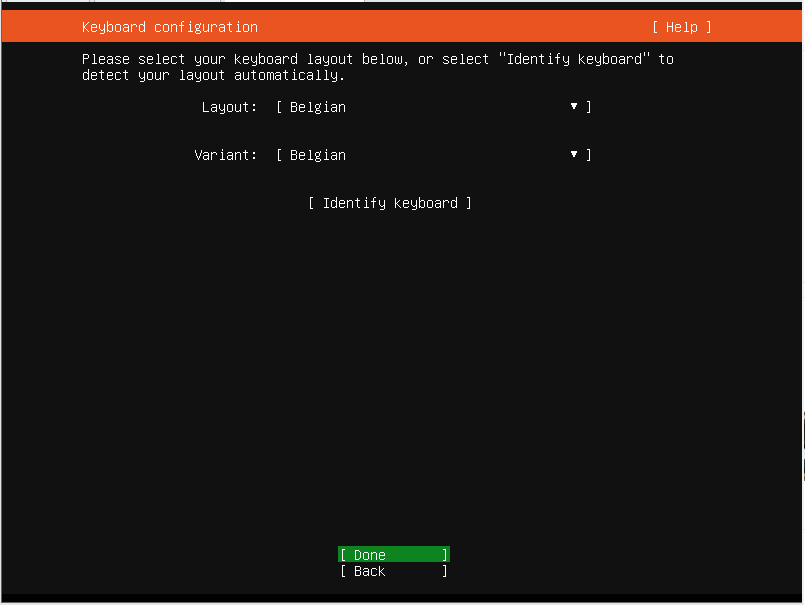 Keyboard configuration [ Help ]
Please select your keyboard layout below, or select "Identify keyboard" to
detect your layout automatically.
Layout: [ Belgian ▾ ]
Variant: [ Belgian ▾ ]
[ Identify keyboard ]
[ Done ]
[ Back ]